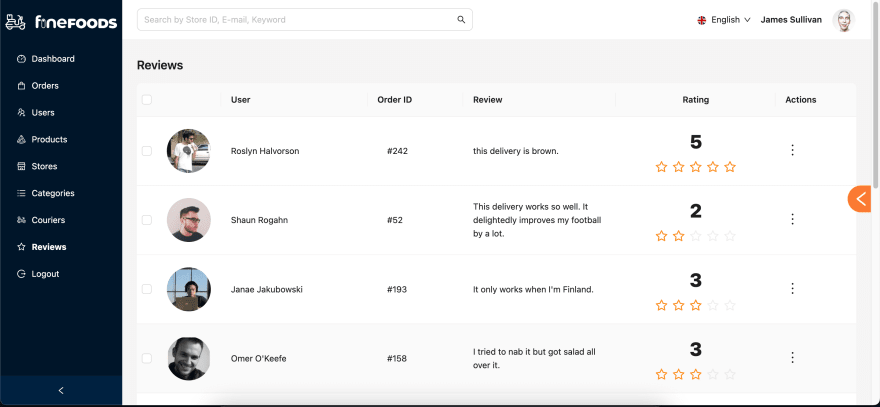 finefoods
Search by Store ID, E-mail, Keyword
English
James Sullivan
Dashboard
Orders
Users
Products
Stores
Categories
Couriers
Reviews
Logout
Reviews
User
Order ID
Review
Rating
Actions
Roslyn Halvorson
#242
this delivery is brown.
5
Shaun Rogahn
#52
This delivery works so well. It
delightedly improves my football
by a lot.
2
Janae Jakubowski
#193
It only works when I'm Finland.
3
Omer O'Keefe
#158
I tried to nab it but got salad all
over it.
3